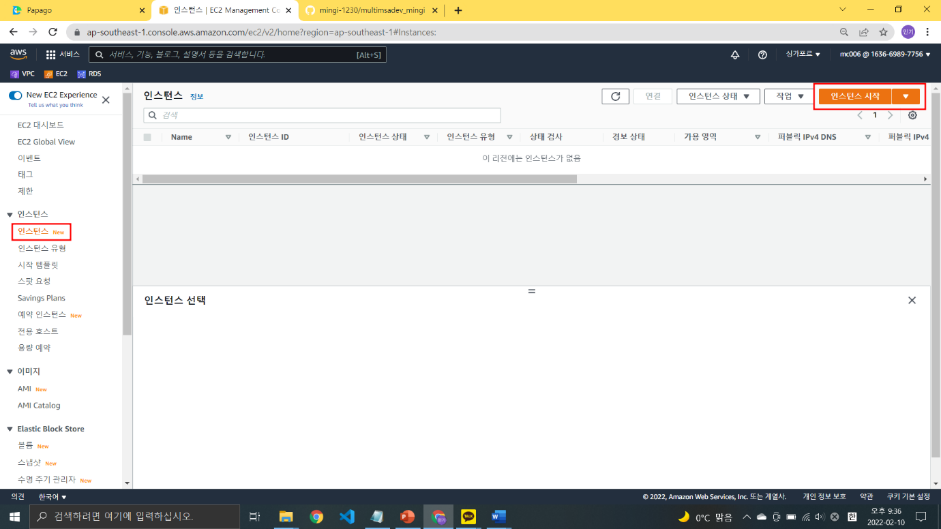 Papago
인스턴스 | EC2 Management Co
mingi-1230/multimsadev_mingi
ap-southeast-1.console.aws.amazon.com/ec2/v2/home?region=ap-southeast-1#Instances:
민기
aws
서비스
서비스, 기능, 블로그, 설명서 등을 검색합니다.
[Alt+S]
싱가포르
mc006 @ 1636-6989-7756
VPC
EC2
RDS
New EC2 Experience
Tell us what you think
EC2 대시보드
EC2 Global View
이벤트
태그
제한
인스턴스
인스턴스 New
인스턴스 유형
시작 템플릿
스팟 요청
Savings Plans
예약 인스턴스 New
전용 호스트
용량 예약
이미지
AMI New
AMI Catalog
Elastic Block Store
볼륨 New
스냅샷 New
수명 주기 관리자 New
인스턴스 정보
연결
인스턴스 상태
작업
인스턴스 시작
검색
1
Name
인스턴스 ID
인스턴스 상태
인스턴스 유형
상태 검사
경보 상태
가용 영역
퍼블릭 IPv4 DNS
퍼블릭 IPv4
이 리전에는 인스턴스가 없음
인스턴스 선택
의견
한국어
© 2022, Amazon Web Services, Inc. 또는 계열사.
개인 정보 보호
약관
쿠키 기본 설정
검색하려면 여기에 입력하십시오.
0°C 맑음
한
오후 9:36
2022-02-10